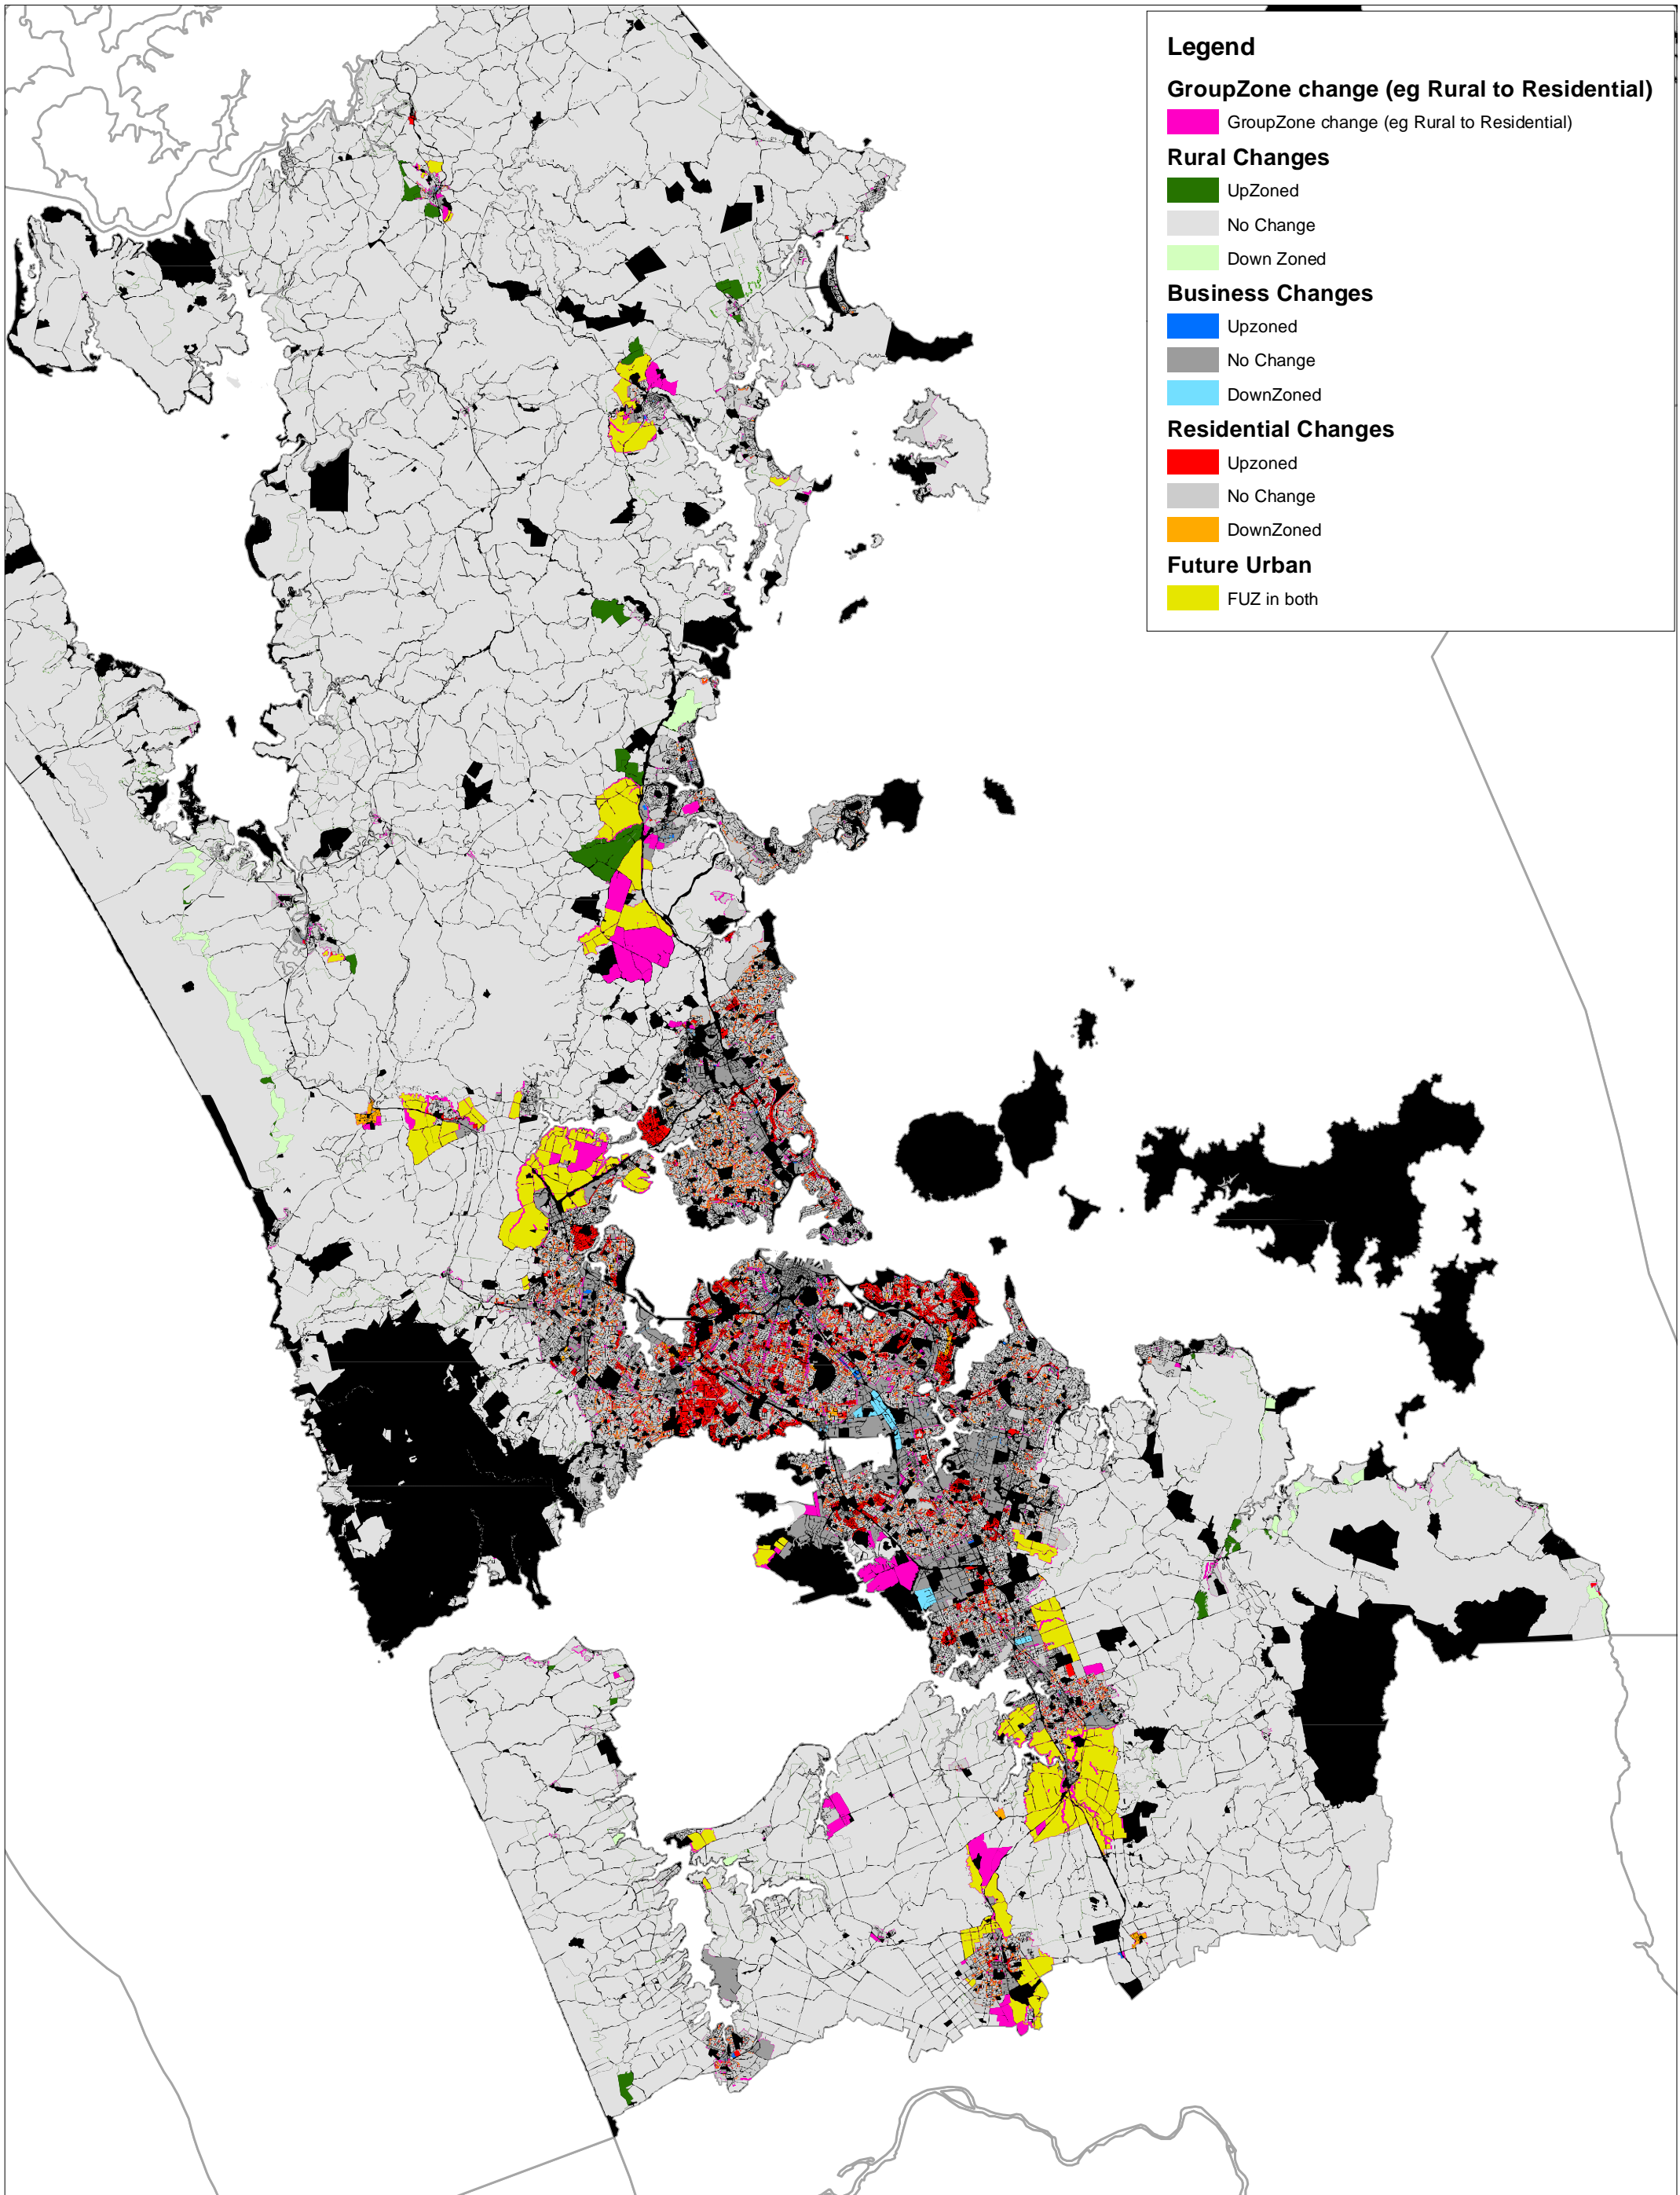 Legend
GroupZone change (eg Rural to Residential)
GroupZone change (eg Rural to Residential)
Rural Changes
UpZoned
No Change
Down Zoned
Business Changes
Upzoned
No Change
DownZoned
Residential Changes
Upzoned
No Change
DownZoned
Future Urban
FUZ in both